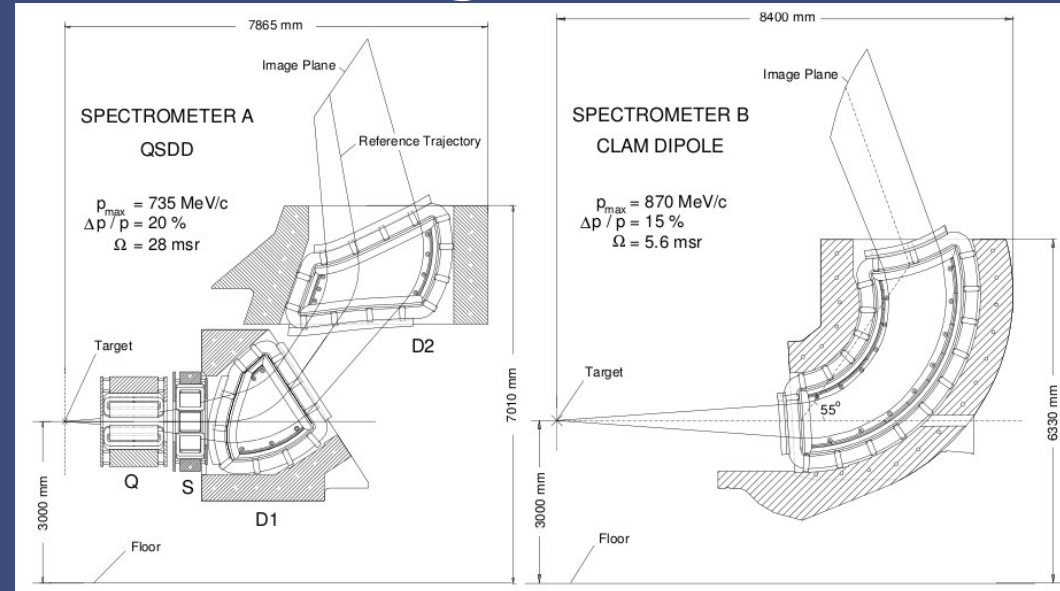 7865 mm
Image Plane
SPECTROMETER A
QSDD
Reference Trajectory
pmax = 735 MeV/c
Δp / p = 20 %
Ω = 28 msr
D2
Target
Q
S
D1
3000 mm
7010 mm
Floor
8400 mm
Image Plane
SPECTROMETER B
CLAM DIPOLE
pmax = 870 MeV/c
Δp / p = 15 %
Ω = 5.6 msr
Target
55°
3000 mm
6330 mm
Floor